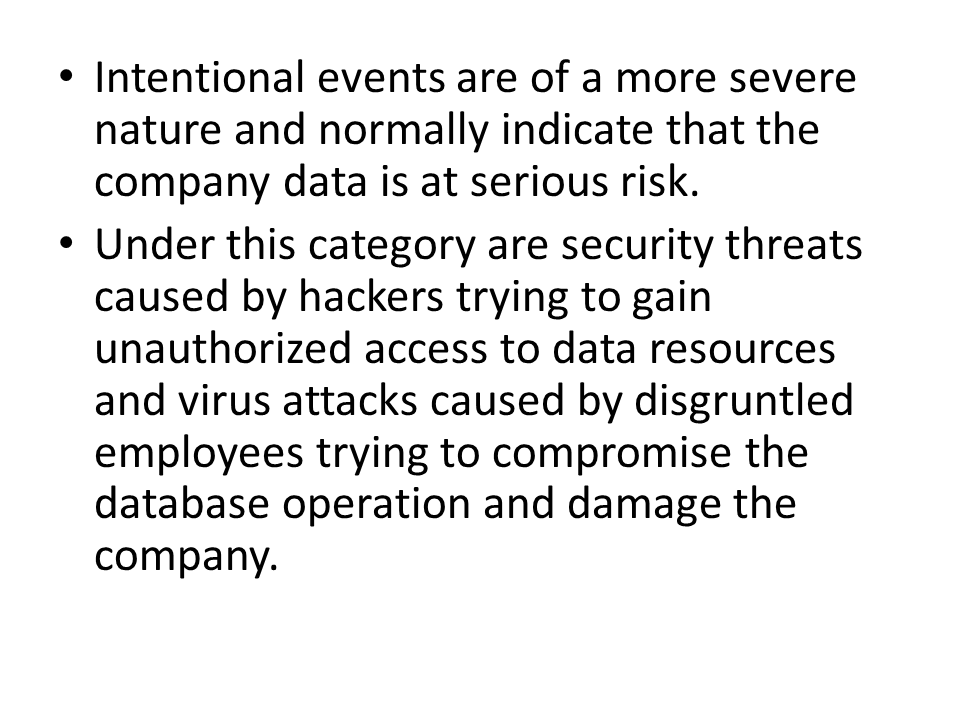 • Intentional events are of a more severe
nature and normally indicate that the
company data is at serious risk.
• Under this category are security threats
caused by hackers trying to gain
unauthorized access to data resources
and virus attacks caused by disgruntled
employees trying to compromise the
database operation and damage the
company.